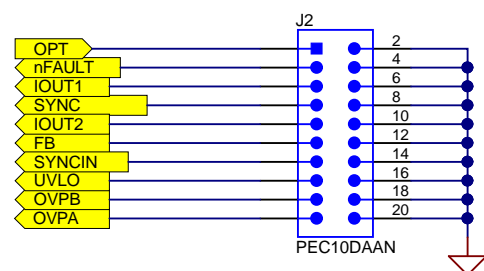 J2
OPT 2
nFAULT 4
IOUT1 6
SYNC 8
IOUT2 10
FB 12
SYNCIN 14
UVLO 16
OVPB 18
OVPA 20
PEC10DAAN